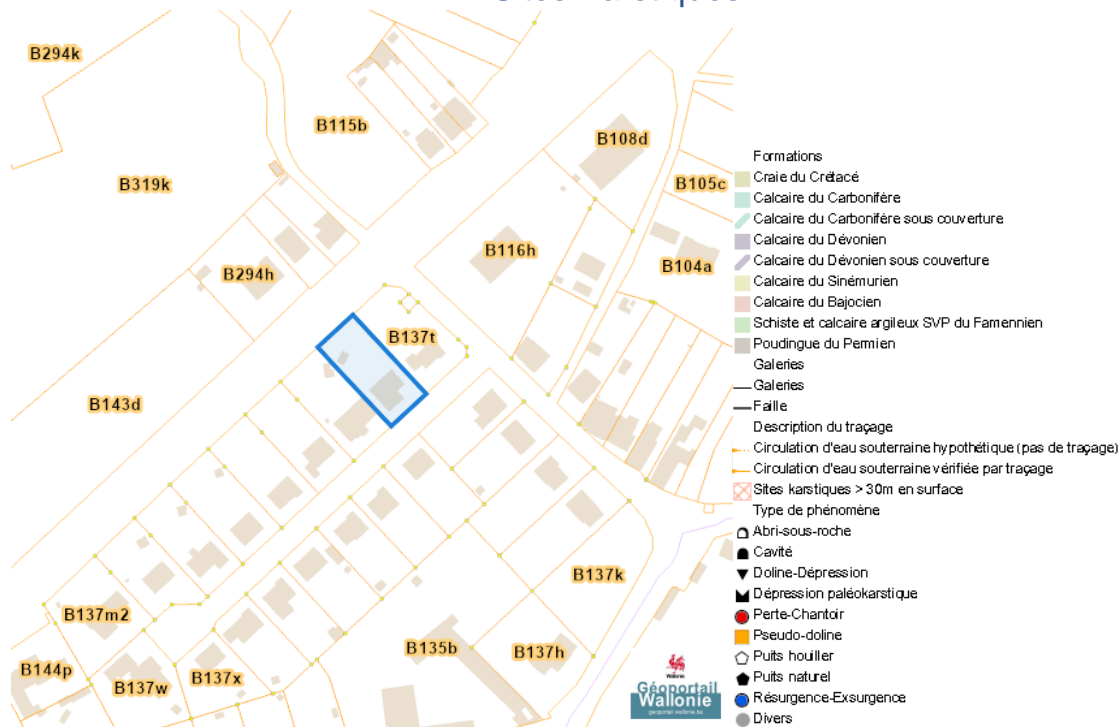 B294k
B115b
B108d
B319k
B105c
B116h
B104a
B294h
B137t
B143d
B137k
B137m2
B135b
B137h
B144p
B137w
B137x
Wallonie
Géoportail
Wallonie
geoportail.wallonie.be
Formations
Craie du Crétacé
Calcaire du Carbonifère
Calcaire du Carbonifère sous couverture
Calcaire du Dévonien
Calcaire du Dévonien sous couverture
Calcaire du Sinémurien
Calcaire du Bajocien
Schiste et calcaire argileux SVP du Famennien
Poudingue du Permien
Galeries
Galeries
Faille
Description du traçage
Circulation d'eau souterraine hypothétique (pas de traçage)
Circulation d'eau souterraine vérifiée par traçage
Sites karstiques > 30m en surface
Type de phénomène
Abri-sous-roche
Cavité
Doline-Dépression
Dépression paléokarstique
Perte-Chantoir
Pseudo-doline
Puits houiller
Puits naturel
Résurgence-Exsurgence
Divers